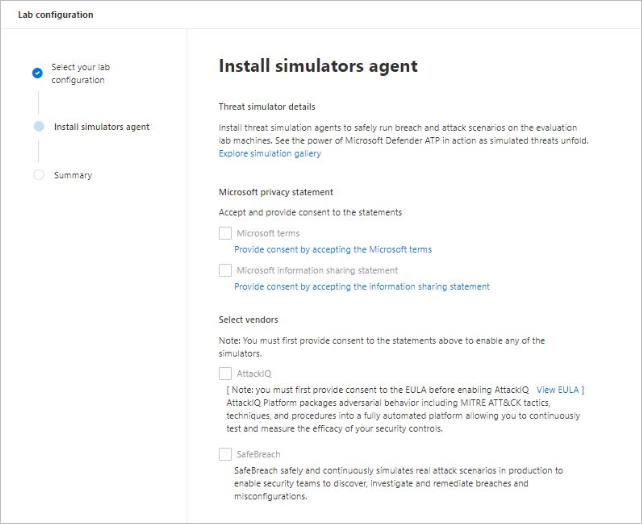 Lab configuration
Select your lab
configuration
Install simulators agent
Summary
Install simulators agent
Threat simulator details
Install threat simulation agents to safely run breach and attack scenarios on the evaluation
lab machines. See the power of Microsoft Defender ATP in action as simulated threats unfold.
Explore simulation gallery
Microsoft privacy statement
Accept and provide consent to the statements
Microsoft terms
Provide consent by accepting the Microsoft terms
Microsoft information sharing statement
Provide consent by accepting the information sharing statement
Select vendors
Note: You must first provide consent to the statements above to enable any of the
simulators.
AttackIQ
[ Note: you must first provide consent to the EULA before enabling AttackIQ View EULA ]
AttackIQ Platform packages adversarial behavior including MITRE ATT&CK tactics,
techniques, and procedures into a fully automated platform allowing you to continuously
test and measure the efficacy of your security controls.
SafeBreach
SafeBreach safely and continuously simulates real attack scenarios in production to
enable security teams to discover, investigate and remediate breaches and
misconfigurations.